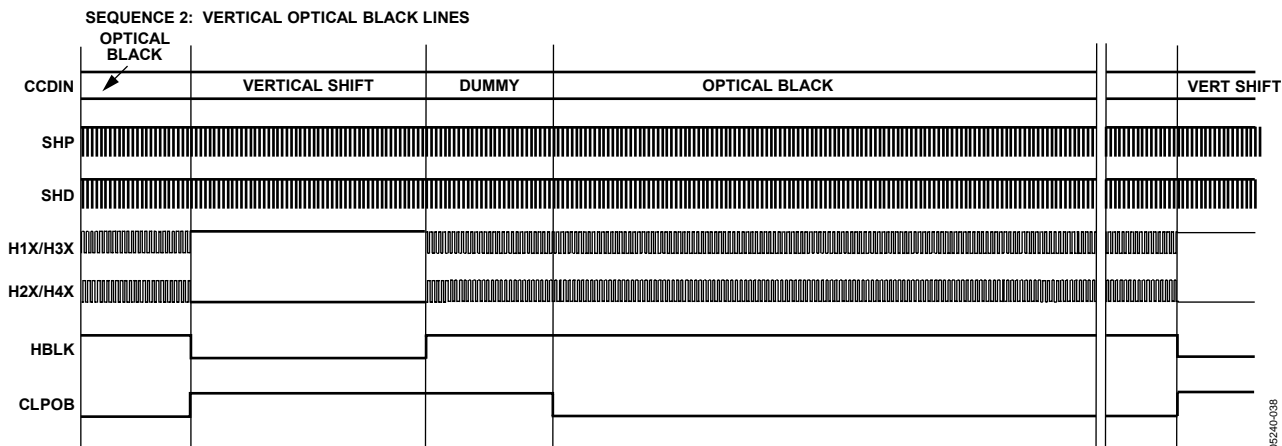 SEQUENCE 2: VERTICAL OPTICAL BLACK LINES
OPTICAL
BLACK
CCDIN
VERTICAL SHIFT
DUMMY
OPTICAL BLACK
VERT SHIFT
SHP
SHD
H1X/H3X
H2X/H4X
HBLK
CLPOB
05240-038